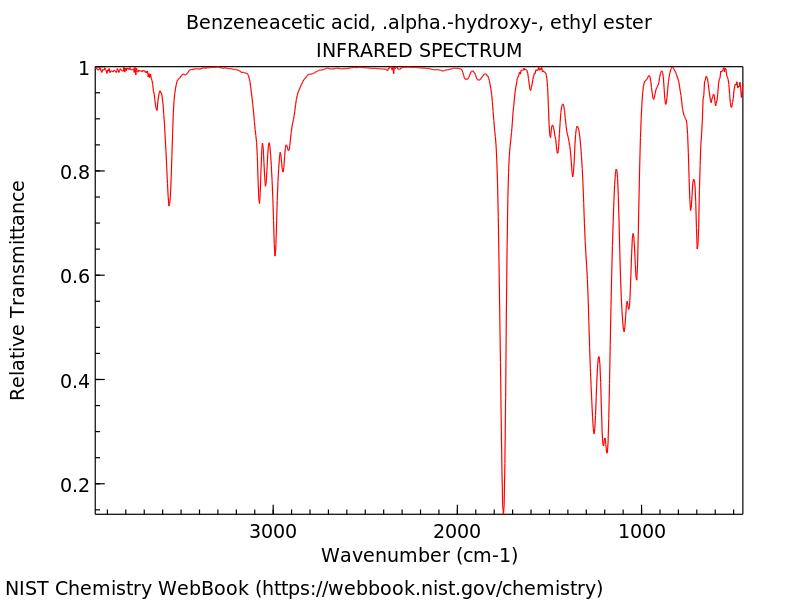 Benzeneacetic acid, .alpha.-hydroxy-, ethyl ester
INFRARED SPECTRUM
1
0.8
0.6
0.4
0.2
Relative Transmittance
3000 2000 1000
Wavenumber (cm-1)
NIST Chemistry WebBook (https://webbook.nist.gov/chemistry)